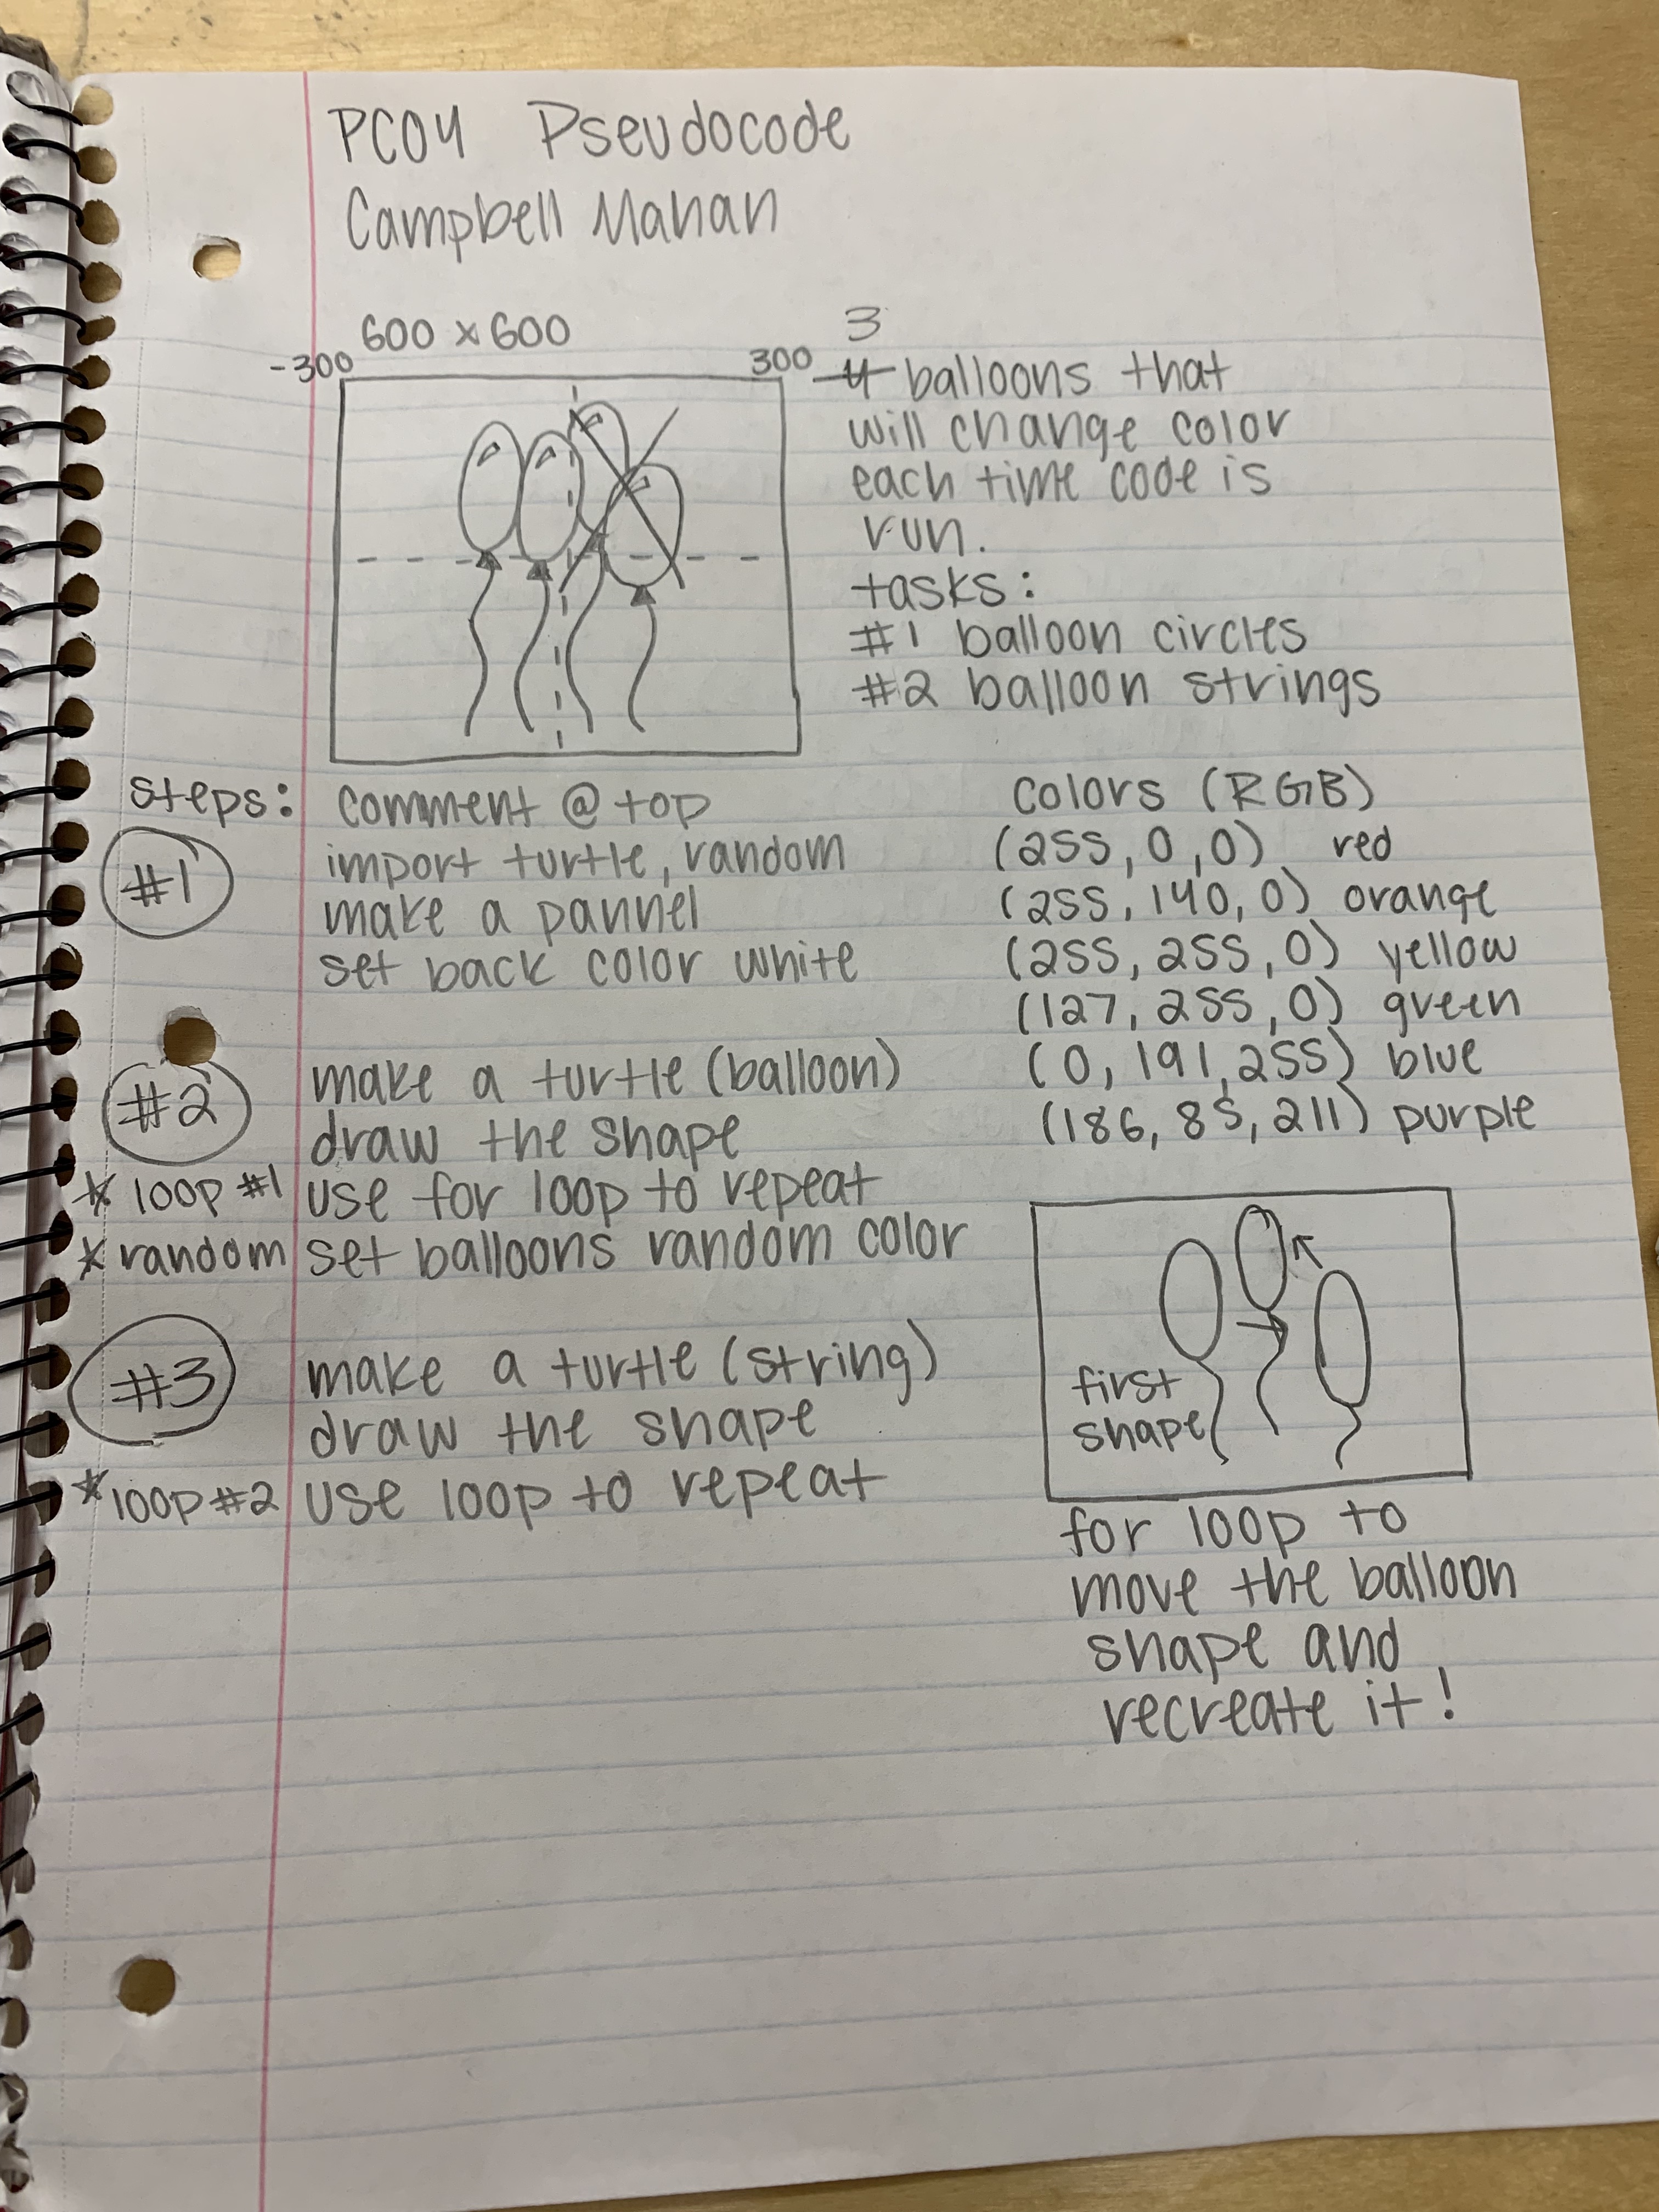 PC04 Pseudocode
Campbell Mahan
600 x 600
-300
300
3
4 balloons that
will change color
each time code is
run.
tasks:
#1 balloon circles
#2 balloon strings
steps:
comment @ top
#1
import turtle, random
make a pannel
set back color white
#2
make a turtle (balloon)
draw the shape
* loop #1 use for loop to repeat
* random set balloons random color
#3
make a turtle (string)
draw the shape
* loop #2 use loop to repeat
colors (RGB)
(255, 0, 0) red
(255, 140, 0) orange
(255, 255, 0) yellow
(127, 255, 0) green
(0, 191, 255) blue
(186, 85, 211) purple
first
shape
for loop to
move the balloon
shape and
recreate it!